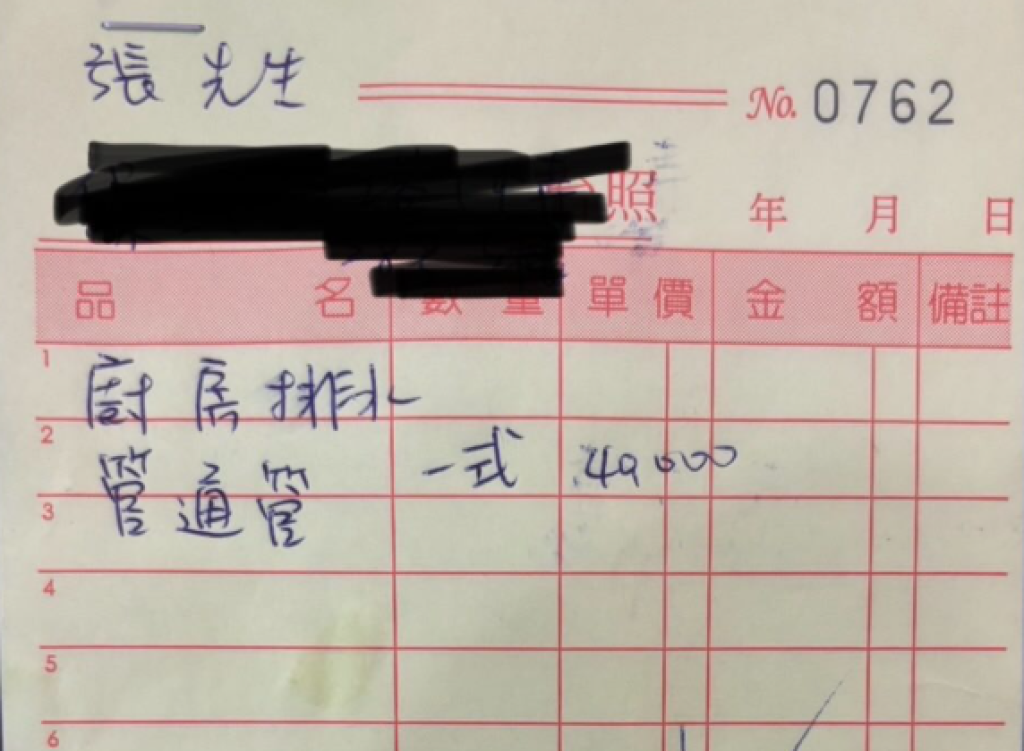 張先生
No. 0762
台照 年 月 日
品名 數量 單價 金額 備註
1 廚房排水
2 一式 49000
3 管通管
4
5
6